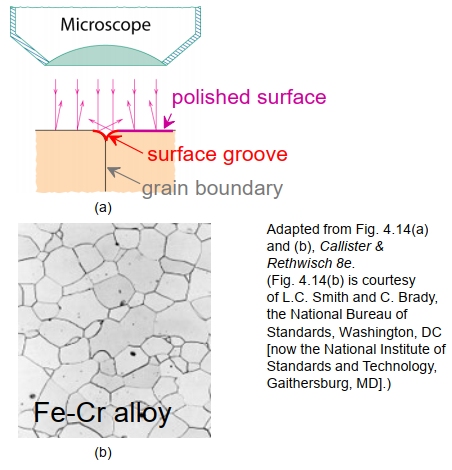 Microscope
polished surface
surface groove
grain boundary
(a)
Adapted from Fig. 4.14(a)
and (b), Callister &
Rethwisch 8e.
(Fig. 4.14(b) is courtesy
of L.C. Smith and C. Brady,
the National Bureau of
Standards, Washington, DC
[now the National Institute of
Standards and Technology,
Gaithersburg, MD].)
Fe-Cr alloy
(b)